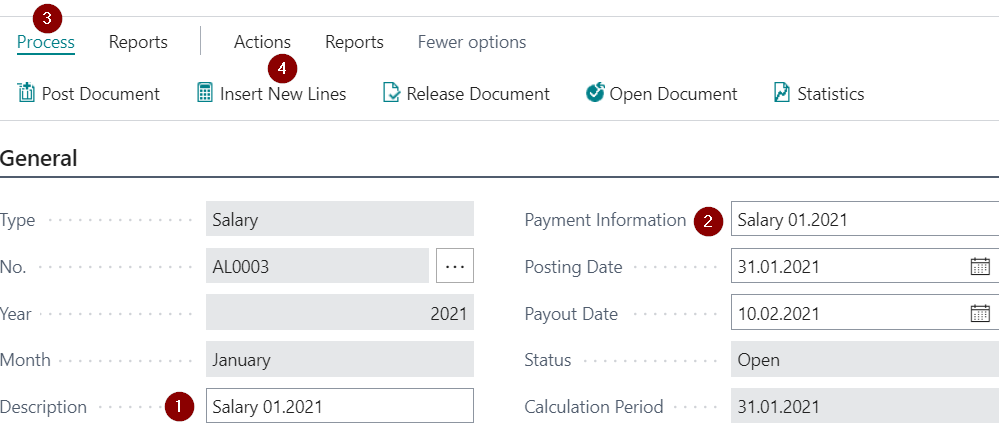 3
Process Reports Actions Reports Fewer options
4
Post Document Insert New Lines Release Document Open Document Statistics
General
Type Salary Payment Information 2 Salary 01.2021
No. AL0003 ... Posting Date 31.01.2021
Year 2021 Payout Date 10.02.2021
Month January Status Open
Description 1 Salary 01.2021 Calculation Period 31.01.2021